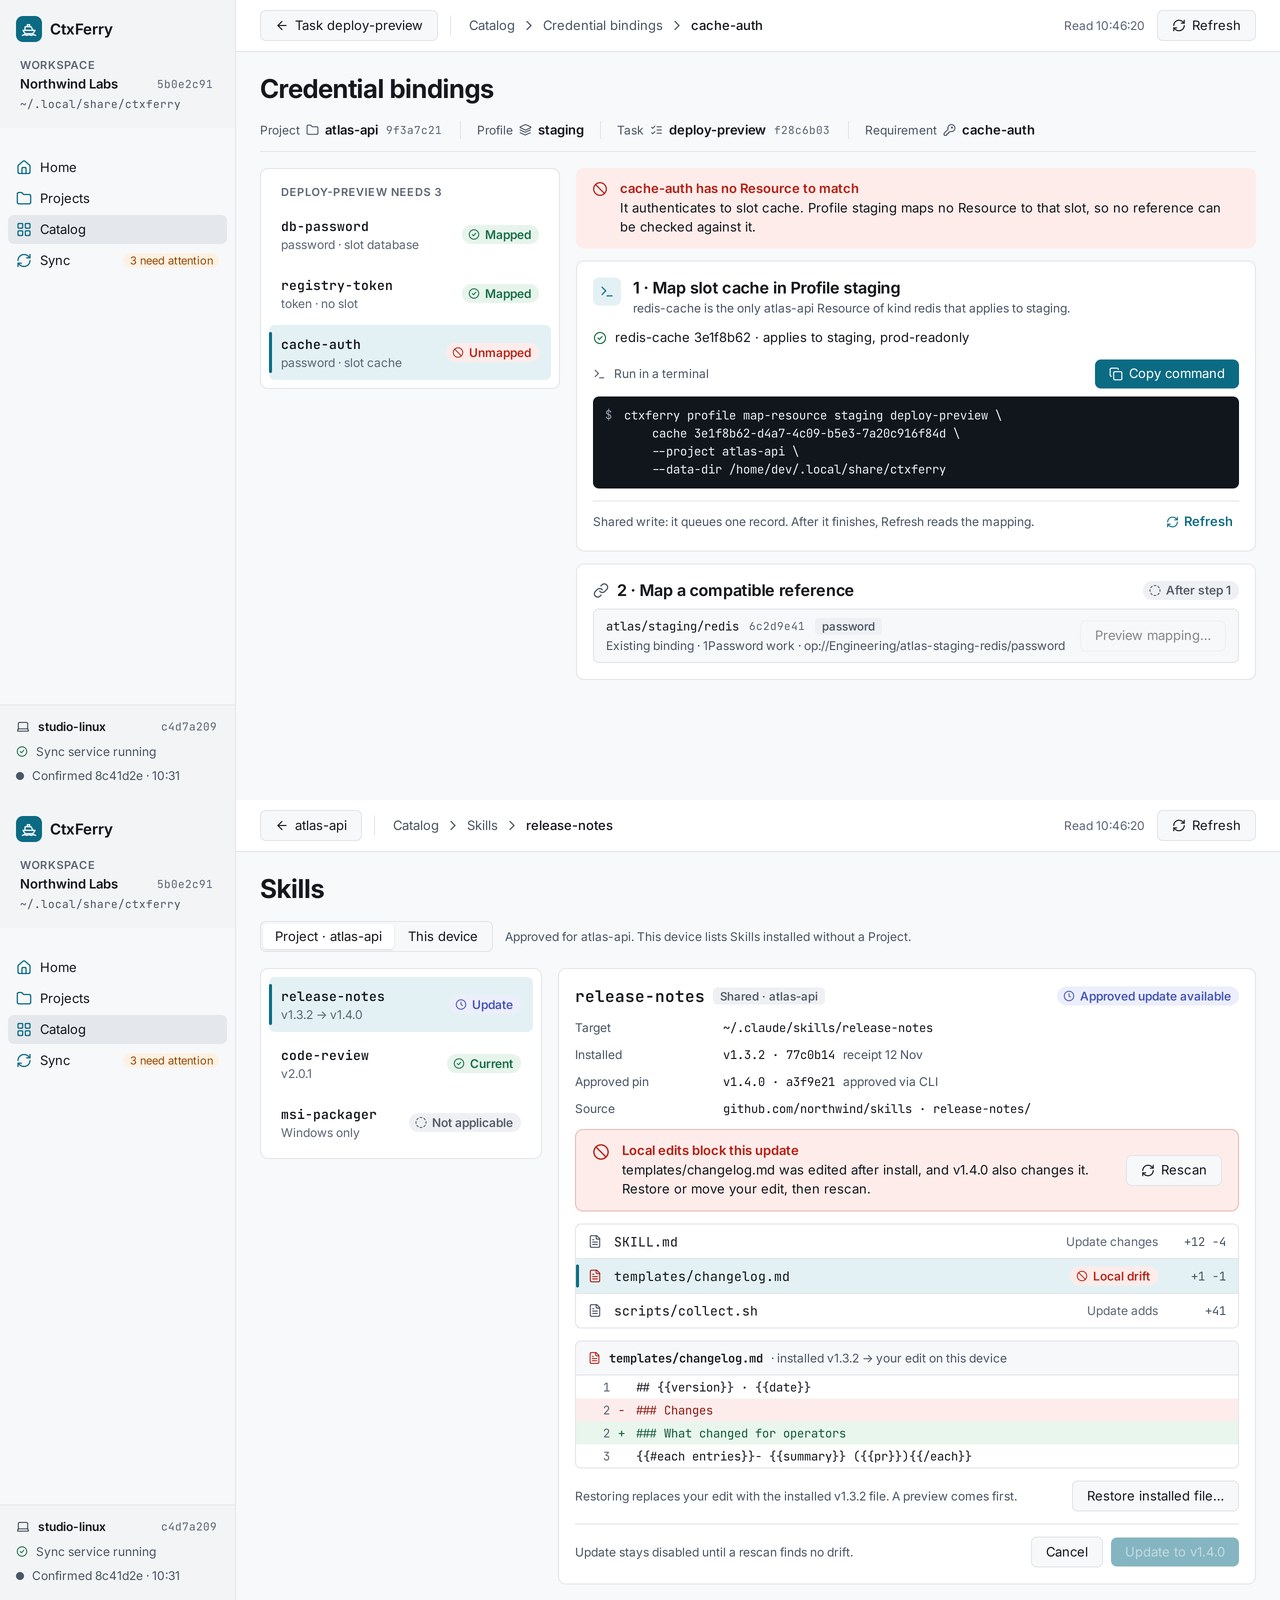 CtxFerry
WORKSPACE
Northwind Labs 5b0e2c91
~/.local/share/ctxferry
Home
Projects
Catalog
Sync 3 need attention
studio-linux c4d7a209
Sync service running
Confirmed 8c41d2e · 10:31
← Task deploy-preview
Catalog > Credential bindings > cache-auth
Read 10:46:20
Refresh
Credential bindings
Project atlas-api 9f3a7c21
Profile staging
Task deploy-preview f28c6b03
Requirement cache-auth
DEPLOY-PREVIEW NEEDS 3
db-password
password · slot database
Mapped
registry-token
token · no slot
Mapped
cache-auth
password · slot cache
Unmapped
cache-auth has no Resource to match
It authenticates to slot cache. Profile staging maps no Resource to that slot, so no reference can
be checked against it.
1 · Map slot cache in Profile staging
redis-cache is the only atlas-api Resource of kind redis that applies to staging.
redis-cache 3e1f8b62 · applies to staging, prod-readonly
Run in a terminal
Copy command
$ ctxferry profile map-resource staging deploy-preview \
cache 3e1f8b62-d4a7-4c09-b5e3-7a20c916f84d \
--project atlas-api \
--data-dir /home/dev/.local/share/ctxferry
Shared write: it queues one record. After it finishes, Refresh reads the mapping.
Refresh
2 · Map a compatible reference
After step 1
atlas/staging/redis 6c2d9e41 password
Existing binding · 1Password work · op://Engineering/atlas-staging-redis/password
Preview mapping...
CtxFerry
WORKSPACE
Northwind Labs 5b0e2c91
~/.local/share/ctxferry
Home
Projects
Catalog
Sync 3 need attention
studio-linux c4d7a209
Sync service running
Confirmed 8c41d2e · 10:31
← atlas-api
Catalog > Skills > release-notes
Read 10:46:20
Refresh
Skills
Project · atlas-api
This device
Approved for atlas-api. This device lists Skills installed without a Project.
release-notes
v1.3.2 → v1.4.0
Update
code-review
v2.0.1
Current
msi-packager
Windows only
Not applicable
release-notes Shared · atlas-api
Approved update available
Target ~/.claude/skills/release-notes
Installed v1.3.2 · 77c0b14 receipt 12 Nov
Approved pin v1.4.0 · a3f9e21 approved via CLI
Source github.com/northwind/skills · release-notes/
Local edits block this update
templates/changelog.md was edited after install, and v1.4.0 also changes it.
Restore or move your edit, then rescan.
Rescan
SKILL.md Update changes +12 -4
templates/changelog.md Local drift +1 -1
scripts/collect.sh Update adds +41
templates/changelog.md · installed v1.3.2 → your edit on this device
1 ## {{version}} · {{date}}
2 - ### Changes
2 + ### What changed for operators
3 {{#each entries}}- {{summary}} ({{pr}}){{/each}}
Restoring replaces your edit with the installed v1.3.2 file. A preview comes first.
Restore installed file...
Update stays disabled until a rescan finds no drift.
Cancel
Update to v1.4.0